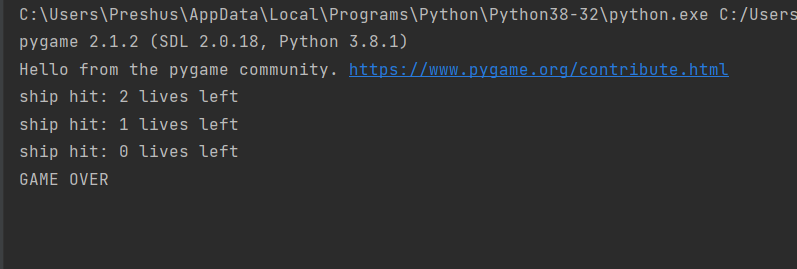 C:\Users\Preshus\AppData\Local\Programs\Python\Python38-32\python.exe C:/Users
pygame 2.1.2 (SDL 2.0.18, Python 3.8.1)
Hello from the pygame community. https://www.pygame.org/contribute.html
ship hit: 2 lives left
ship hit: 1 lives left
ship hit: 0 lives left
GAME OVER